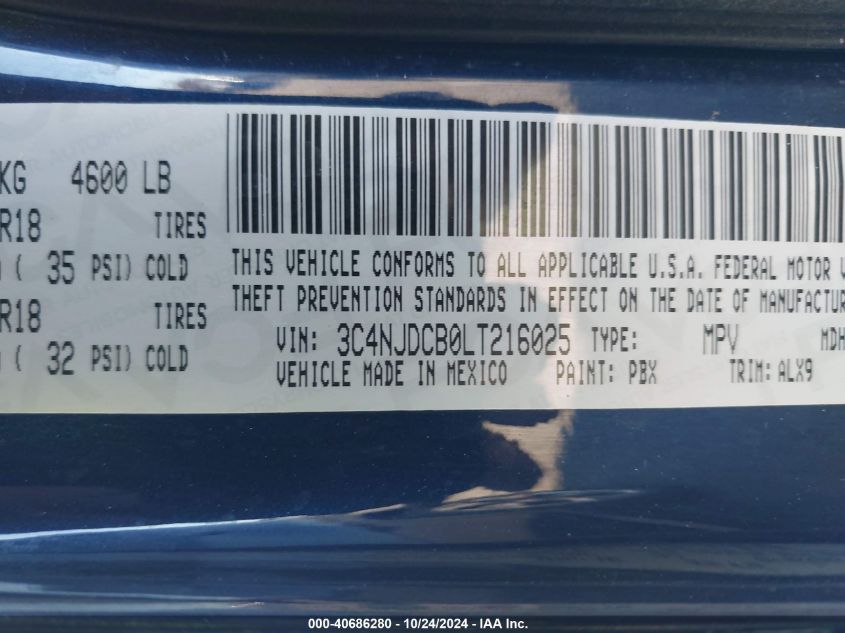 KG 4600 LB
R18 TIRES
( 35 PSI) COLD
R18 TIRES
( 32 PSI) COLD
THIS VEHICLE CONFORMS TO ALL APPLICABLE U.S.A. FEDERAL MOTOR V
THEFT PREVENTION STANDARDS IN EFFECT ON THE DATE OF MANUFACTUR
VIN: 3C4NJDCB0LT216025 TYPE: MPV MDH
VEHICLE MADE IN MEXICO PAINT: PBX TRIM: ALX9
000-40686280 - 10/24/2024 - IAA Inc.